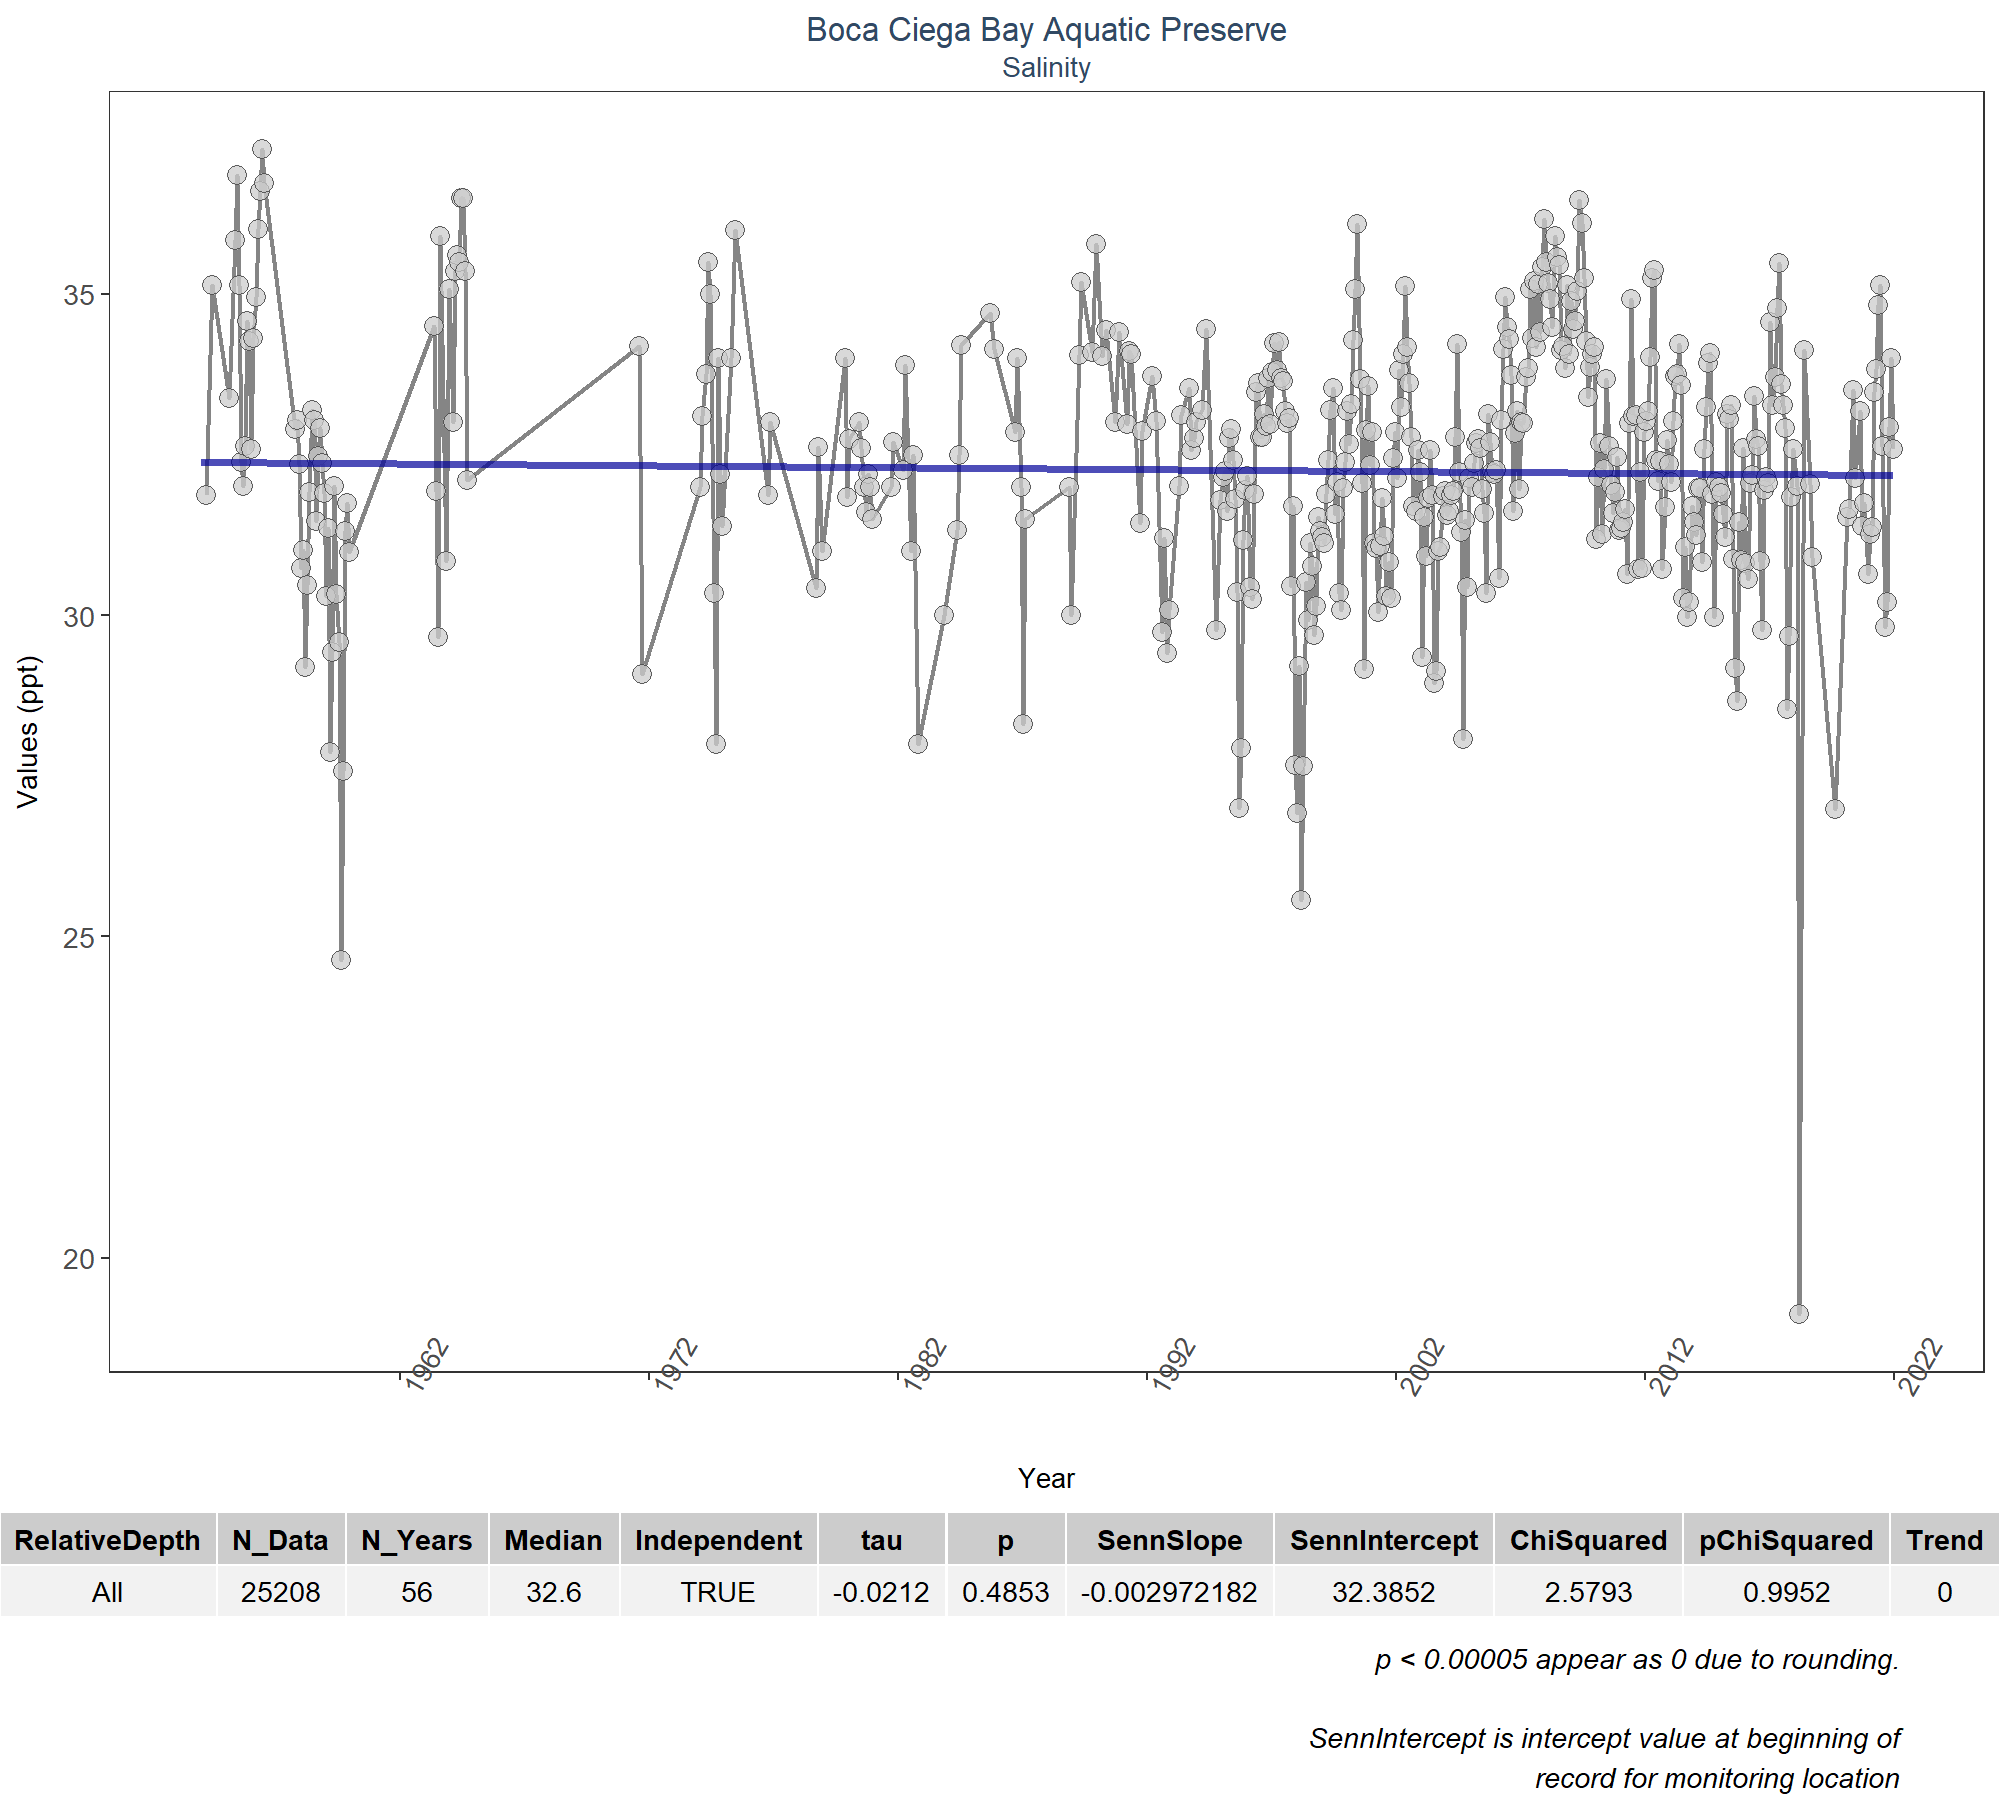 Boca Ciega Bay Aquatic Preserve
Salinity
35
30
25
20
Values (ppt)
1962 1972 1982 1992 2002 2012 2022
Year
RelativeDepth N_Data N_Years Median Independent tau p SennSlope SennIntercept ChiSquared pChiSquared Trend
All 25208 56 32.6 TRUE -0.0212 0.4853 -0.002972182 32.3852 2.5793 0.9952 0
p < 0.00005 appear as 0 due to rounding.
SennIntercept is intercept value at beginning of
record for monitoring location